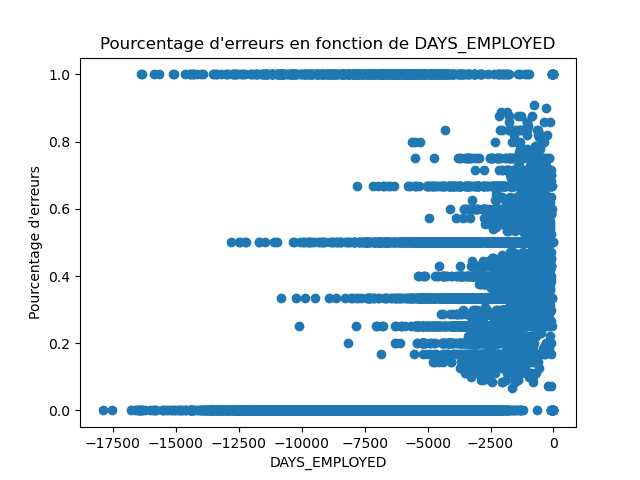 Pourcentage d'erreurs en fonction de DAYS_EMPLOYED
Pourcentage d'erreurs
1.0
0.8
0.6
0.4
0.2
0.0
−17500 −15000 −12500 −10000 −7500 −5000 −2500 0
DAYS_EMPLOYED